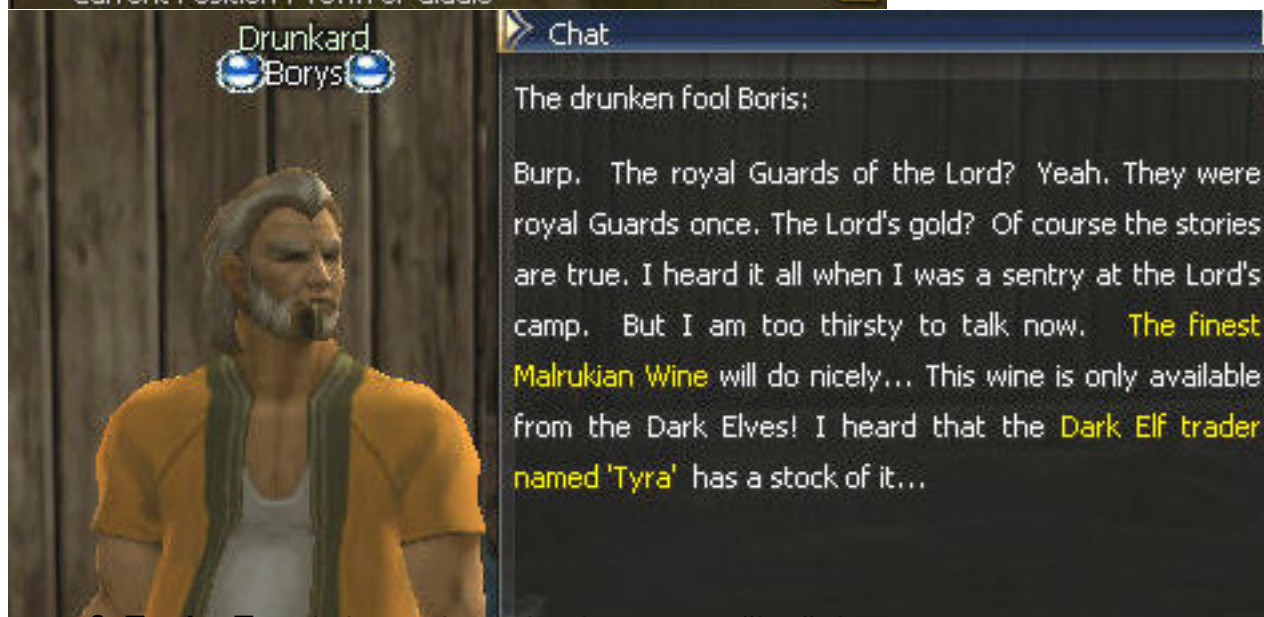 Drunkard
Borys
Chat
The drunken fool Boris:
Burp. The royal Guards of the Lord? Yeah. They were
royal Guards once. The Lord's gold? Of course the stories
are true. I heard it all when I was a sentry at the Lord's
camp. But I am too thirsty to talk now. The finest
Malrukian Wine will do nicely... This wine is only available
from the Dark Elves! I heard that the Dark Elf trader
named 'Tyra' has a stock of it...